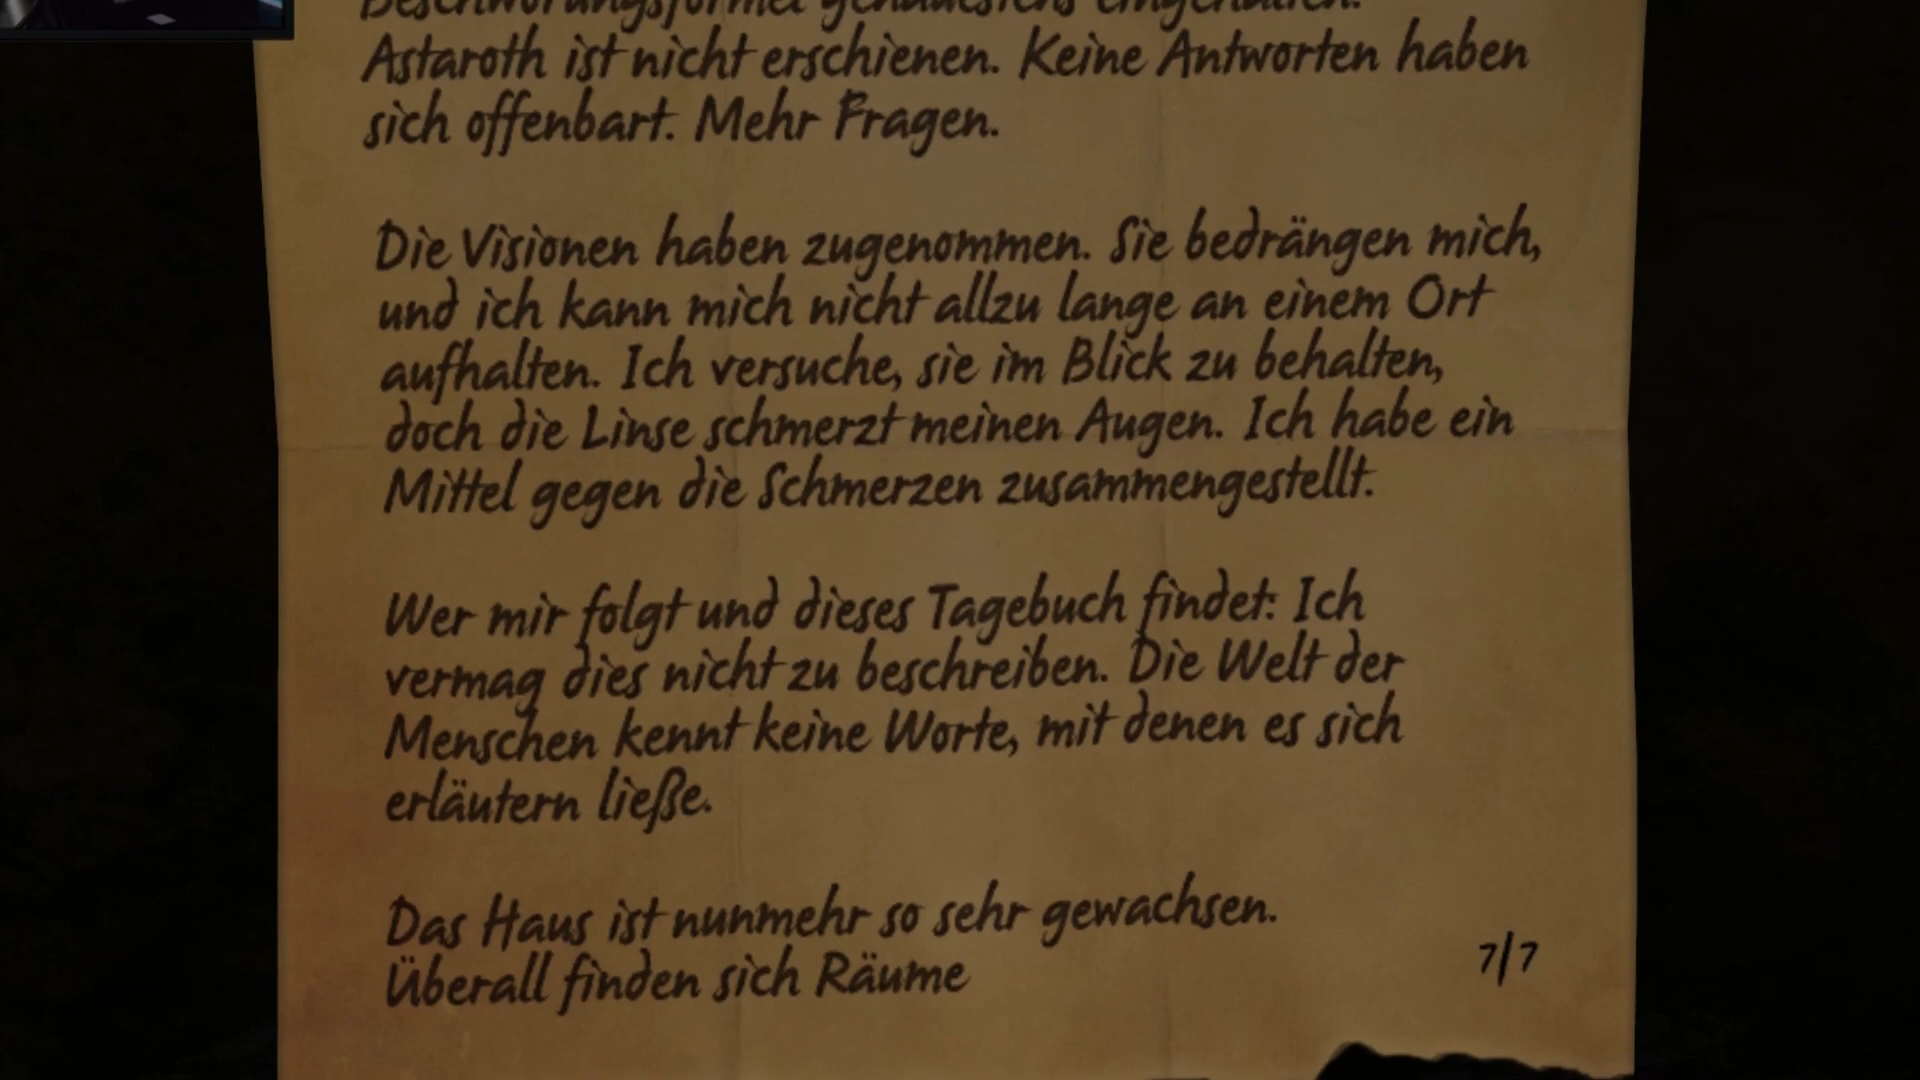 Beschwörungsformel genauestens eingehalten.
Astaroth ist nicht erschienen. Keine Antworten haben
sich offenbart. Mehr Fragen.
Die Visionen haben zugenommen. Sie bedrängen mich,
und ich kann mich nicht allzu lange an einem Ort
aufhalten. Ich versuche, sie im Blick zu behalten,
doch die Linse schmerzt meinen Augen. Ich habe ein
Mittel gegen die Schmerzen zusammengestellt.
Wer mir folgt und dieses Tagebuch findet: Ich
vermag dies nicht zu beschreiben. Die Welt der
Menschen kennt keine Worte, mit denen es sich
erläutern ließe.
Das Haus ist nunmehr so sehr gewachsen.
Überall finden sich Räume
7/7